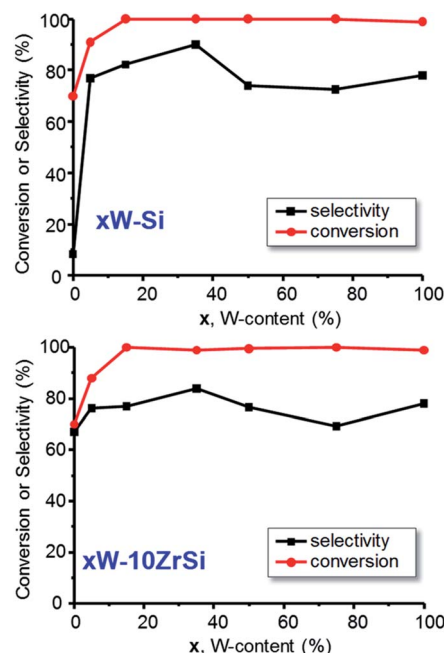 Conversion or Selectivity (%)
100
80
60
40
20
0
xW-Si
selectivity
conversion
0 20 40 60 80 100
x, W-content (%)
Conversion or Selectivity (%)
100
80
60
40
20
0
xW-10ZrSi
selectivity
conversion
0 20 40 60 80 100
x, W-content (%)